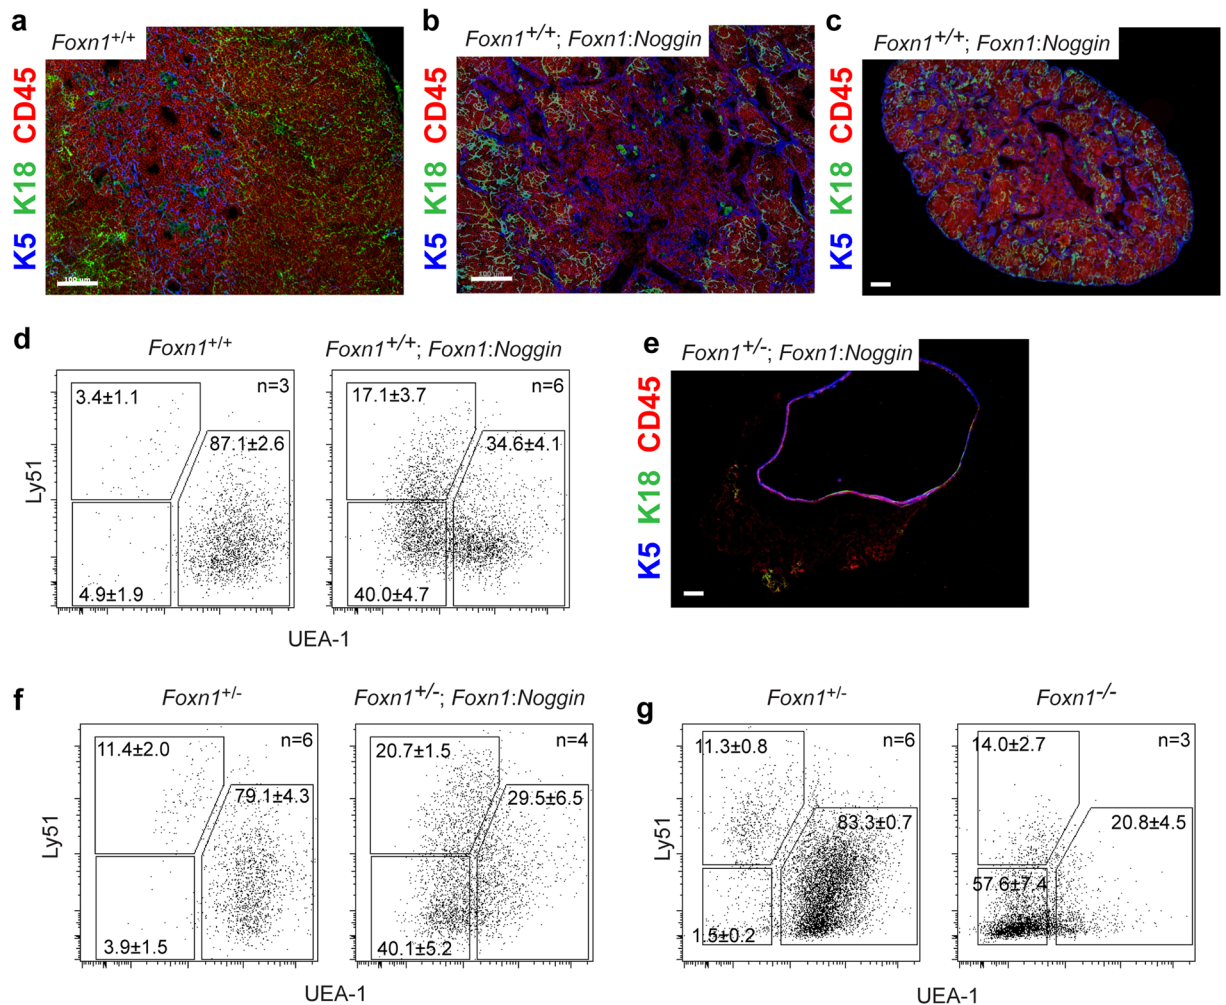 a
Foxn1+/+
K5 K18 CD45
100 um
b
Foxn1+/+; Foxn1:Noggin
K5 K18 CD45
100 um
c
Foxn1+/+; Foxn1:Noggin
K5 K18 CD45
d
Foxn1+/+
n=3
3.4±1.1
87.1±2.6
4.9±1.9
Foxn1+/+; Foxn1:Noggin
n=6
17.1±3.7
34.6±4.1
40.0±4.7
Ly51
UEA-1
e
Foxn1+/-; Foxn1:Noggin
K5 K18 CD45
f
Foxn1+/-
n=6
11.4±2.0
79.1±4.3
3.9±1.5
Foxn1+/-; Foxn1:Noggin
n=4
20.7±1.5
29.5±6.5
40.1±5.2
Ly51
UEA-1
g
Foxn1+/-
n=6
11.3±0.8
83.3±0.7
1.5±0.2
Foxn1-/-
n=3
14.0±2.7
20.8±4.5
57.6±7.4
Ly51
UEA-1